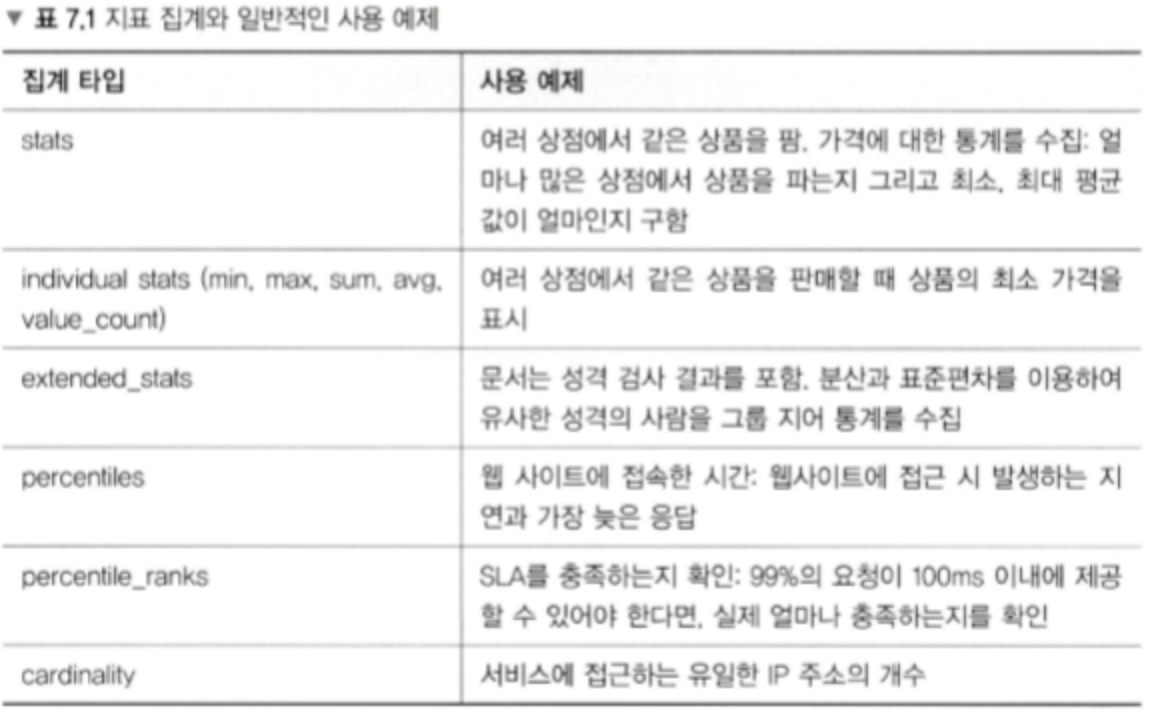 ▼ 표 7.1 지표 집계와 일반적인 사용 예제
집계 타입
사용 예제
stats
여러 상점에서 같은 상품을 팜, 가격에 대한 통계를 수집: 얼
마나 많은 상점에서 상품을 파는지 그리고 최소, 최대 평균
값이 얼마인지 구함
individual stats (min, max, sum, avg,
value_count)
여러 상점에서 같은 상품을 판매할 때 상품의 최소 가격을
표시
extended_stats
문서는 성격 검사 결과를 포함, 분산과 표준편차를 이용하여
유사한 성격의 사람을 그룹 지어 통계를 수집
percentiles
웹 사이트에 접속한 시간: 웹사이트에 접근 시 발생하는 지
연과 가장 늦은 응답
percentile_ranks
SLA를 충족하는지 확인: 99%의 요청이 100ms 이내에 제공
할 수 있어야 한다면, 실제 얼마나 충족하는지를 확인
cardinality
서비스에 접근하는 유일한 IP 주소의 개수